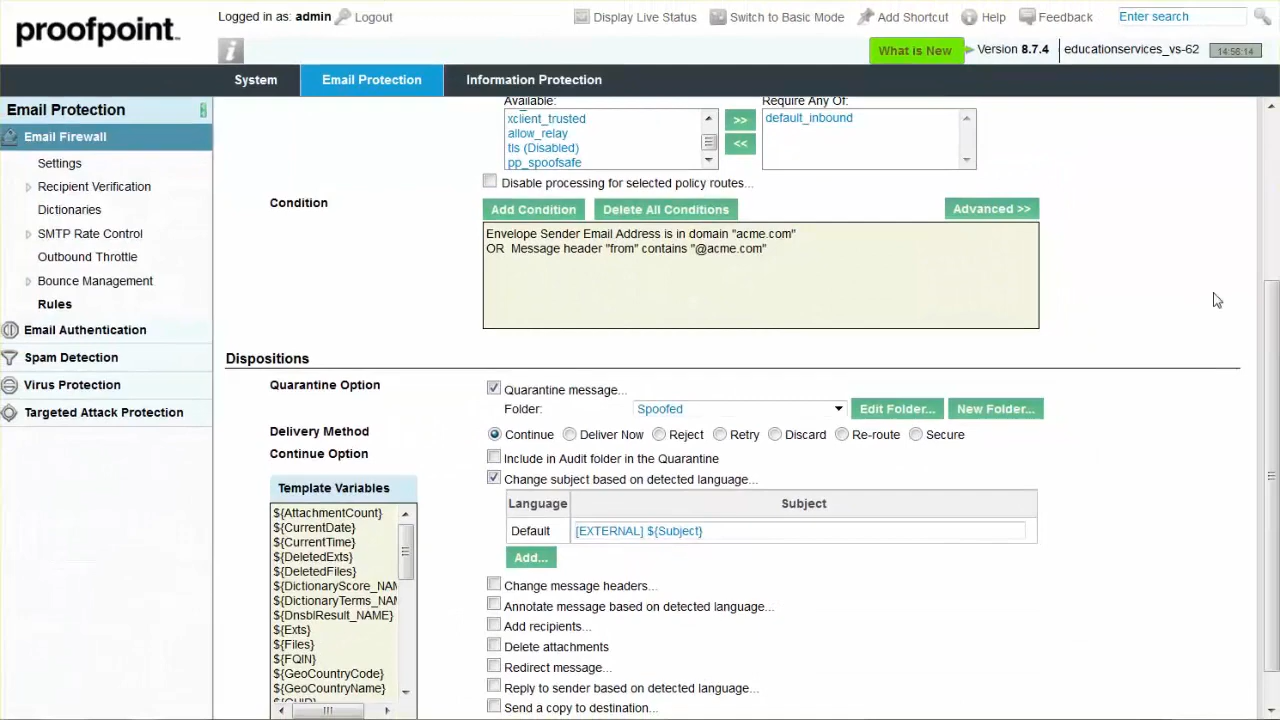 proofpoint.
Logged in as: admin Logout
Display Live Status Switch to Basic Mode Add Shortcut Help Feedback Enter search
What is New Version 8.7.4 educationservices_vs-62 14:56:14
System Email Protection Information Protection
Email Protection
Email Firewall
Settings
Recipient Verification
Dictionaries
SMTP Rate Control
Outbound Throttle
Bounce Management
Rules
Email Authentication
Spam Detection
Virus Protection
Targeted Attack Protection
Available: Require Any Of:
xclient_trusted
allow_relay
tls (Disabled)
pp_spoofsafe
>>
<<
default_inbound
Disable processing for selected policy routes...
Condition
Add Condition Delete All Conditions Advanced >>
Envelope Sender Email Address is in domain "acme.com"
OR Message header "from" contains "@acme.com"
Dispositions
Quarantine Option
Quarantine message...
Folder: Spoofed Edit Folder... New Folder...
Delivery Method
Continue Deliver Now Reject Retry Discard Re-route Secure
Continue Option
Include in Audit folder in the Quarantine
Change subject based on detected language...
Language Subject
Default [EXTERNAL] ${Subject}
Add...
Change message headers...
Annotate message based on detected language...
Add recipients...
Delete attachments
Redirect message...
Reply to sender based on detected language...
Send a copy to destination...
Template Variables
${AttachmentCount}
${CurrentDate}
${CurrentTime}
${DeletedExts}
${DeletedFiles}
${DictionaryScore_NAM
${DictionaryTerms_NAM
${DnsblResult_NAME}
${Exts}
${Files}
${FQIN}
${GeoCountryCode}
${GeoCountryName}